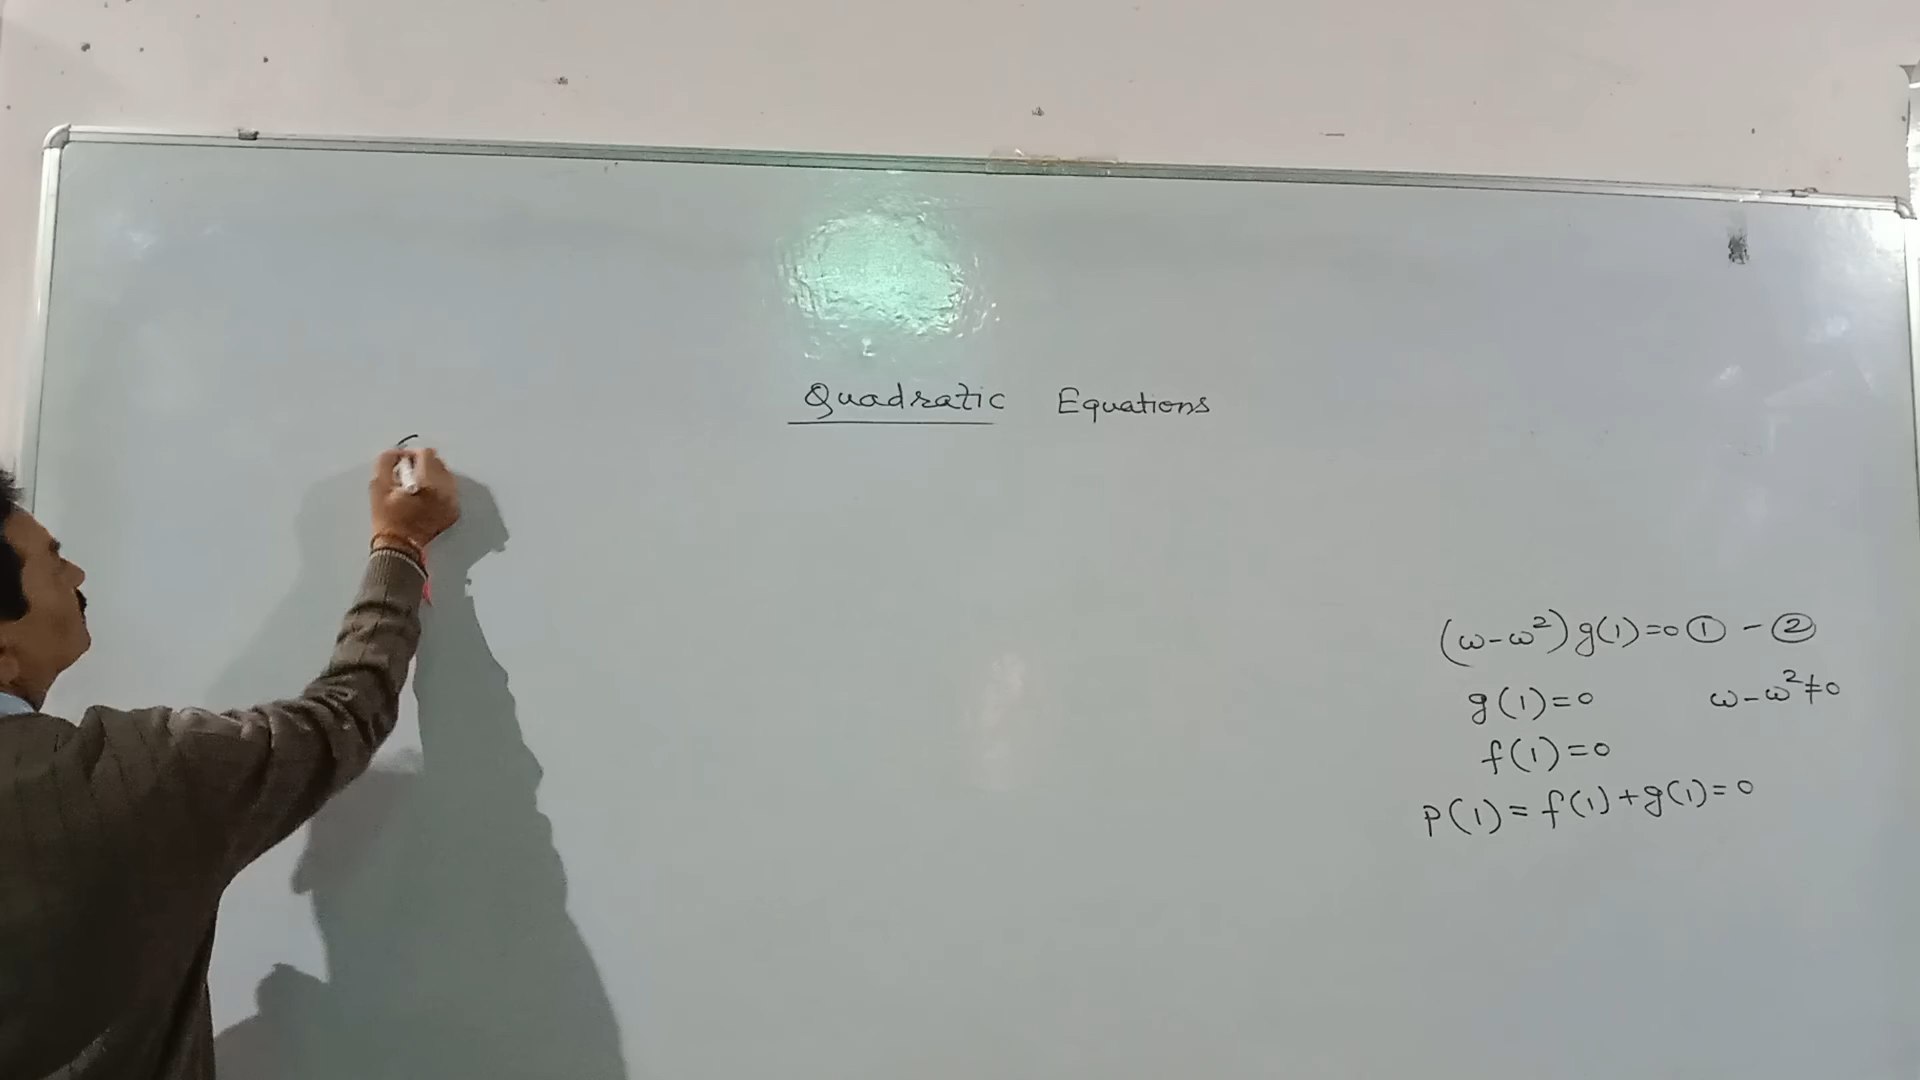 Quadratic Equations
(ω-ω²) g(1)=0 ① - ②
g(1)=0 ω-ω²≠0
f(1)=0
P(1) = f(1)+g(1)=0